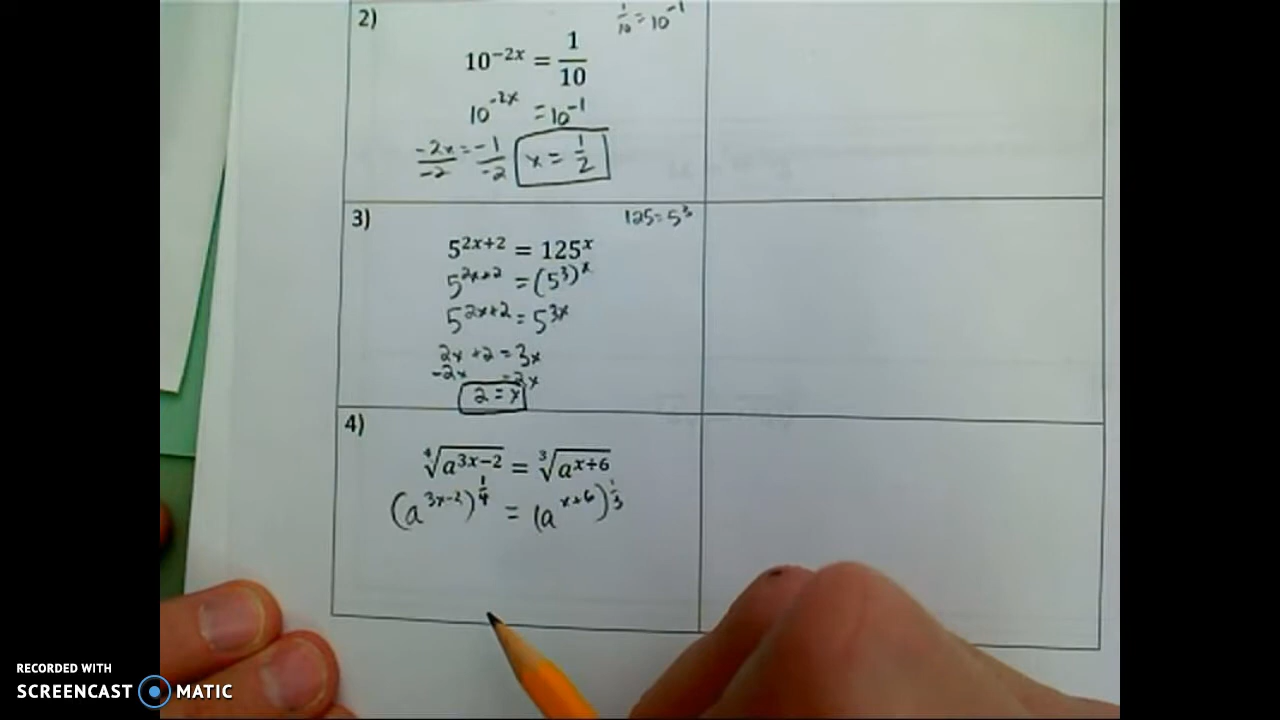 2)
1/10 = 10^-1
10^(-2x) = 1/10
10^(-2x) = 10^-1
-2x/-2 = -1/-2
x = 1/2
3)
125 = 5^3
5^(2x+2) = 125^x
5^(2x+2) = (5^3)^x
5^(2x+2) = 5^(3x)
2x + 2 = 3x
-2x -2x
2 = x
4)
⁴√(a^(3x−2)) = ³√(a^(x+6))
(a^(3x-2))^(1/4) = (a^(x+6))^(1/3)
RECORDED WITH
SCREENCAST MATIC